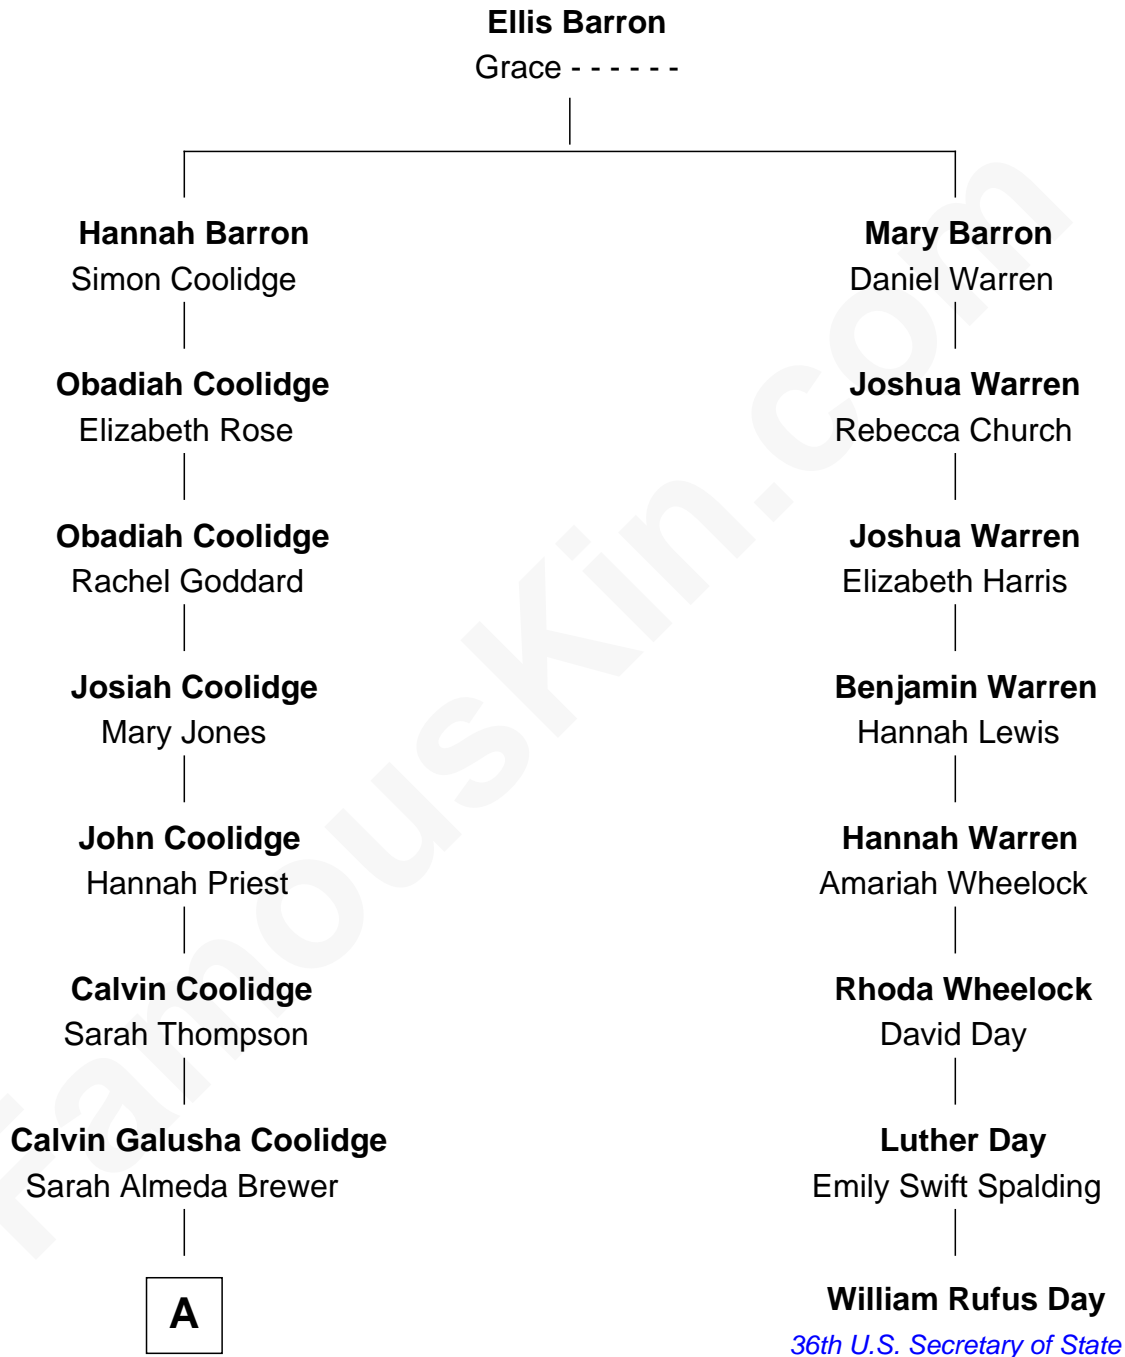 Ellis Barron
Grace - - - - - -
Hannah Barron
Simon Coolidge
Mary Barron
Daniel Warren
Obadiah Coolidge
Elizabeth Rose
Joshua Warren
Rebecca Church
Obadiah Coolidge
Rachel Goddard
Joshua Warren
Elizabeth Harris
Josiah Coolidge
Mary Jones
Benjamin Warren
Hannah Lewis
John Coolidge
Hannah Priest
Hannah Warren
Amariah Wheelock
Calvin Coolidge
Sarah Thompson
Rhoda Wheelock
David Day
Calvin Galusha Coolidge
Sarah Almeda Brewer
Luther Day
Emily Swift Spalding
A
William Rufus Day
36th U.S. Secretary of State
FamousKin.com